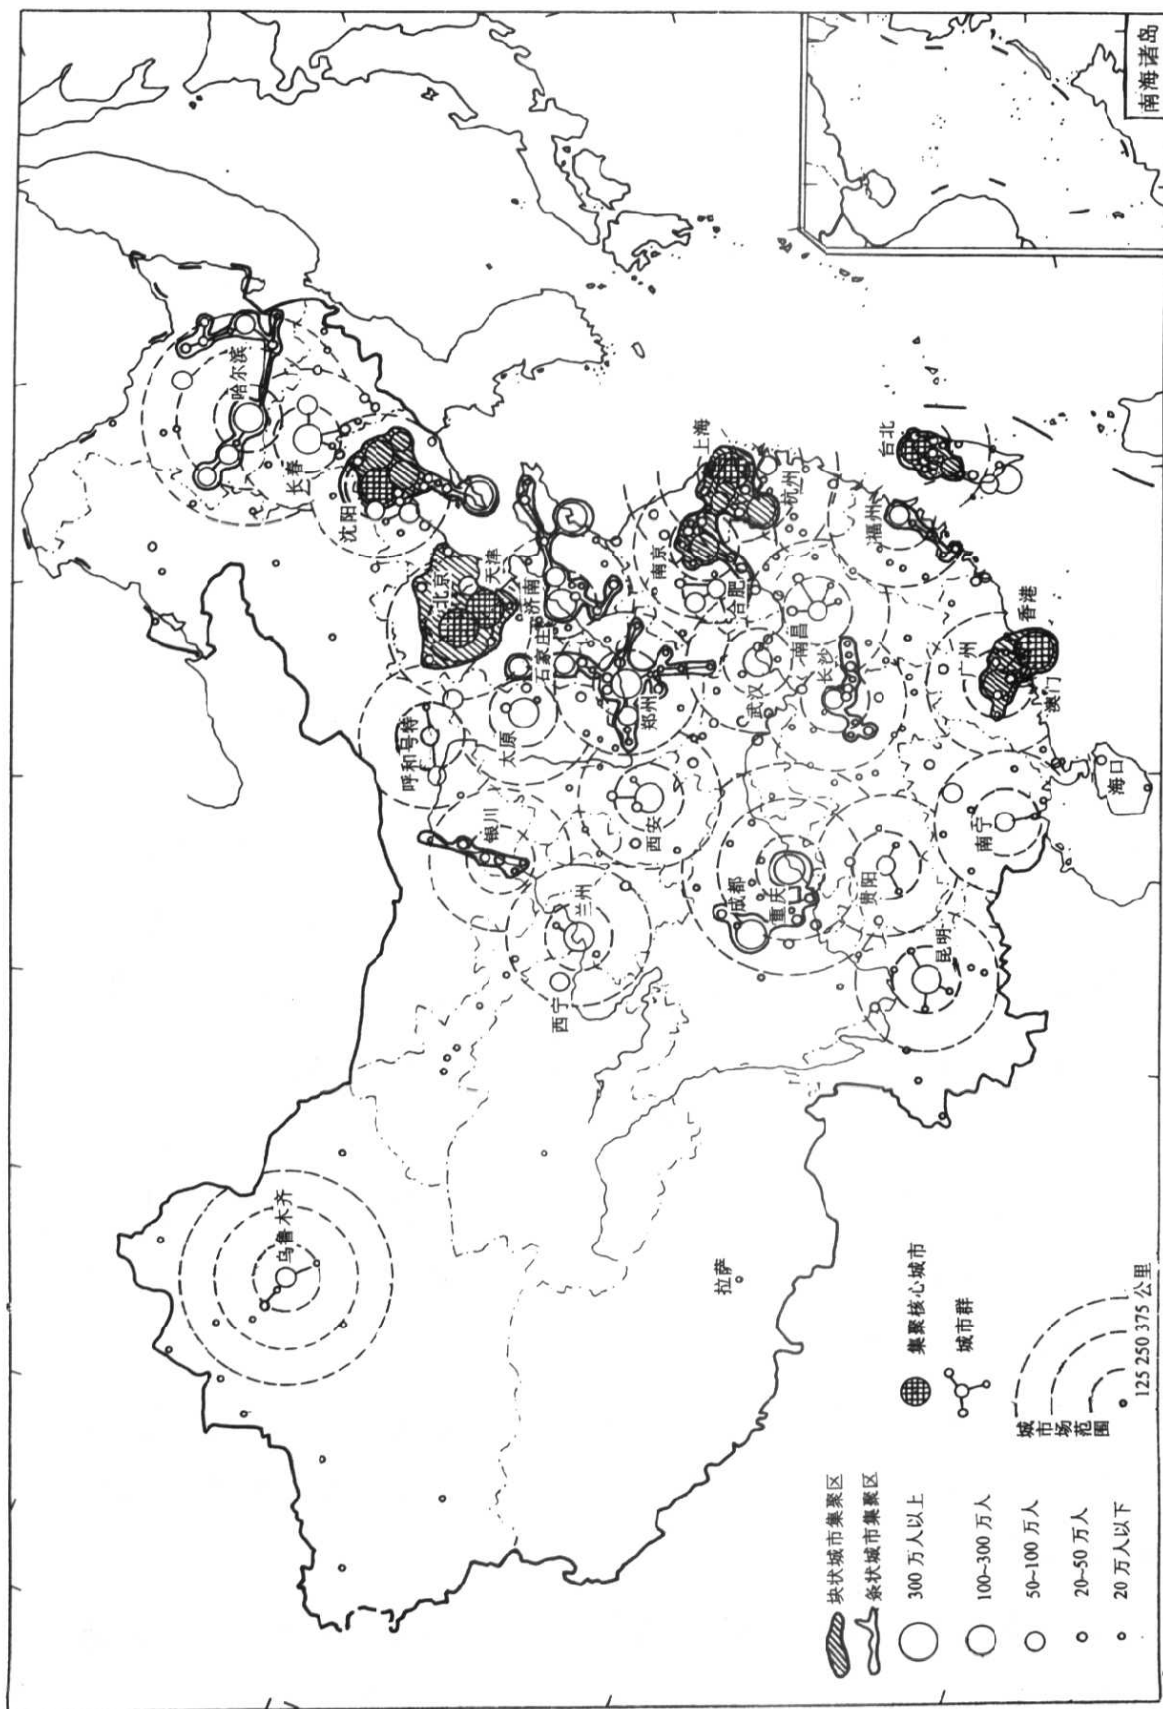 哈尔滨
长春
沈阳
北京
天津
呼和号特
银川
太原
石家庄
济南
郑州
西安
兰州
西宁
乌鲁木齐
拉萨
成都
重庆
武汉
合肥
南京
上海
杭州
南昌
长沙
贵阳
昆明
南宁
广州
香港
澳门
海口
福州
台北
南海诸岛
块状城市集聚区
条状城市集聚区
300万人以上
100~300万人
50~100万人
20~50万人
20万人以下
集聚核心城市
城市群
城市场范围
125 250 375 公里